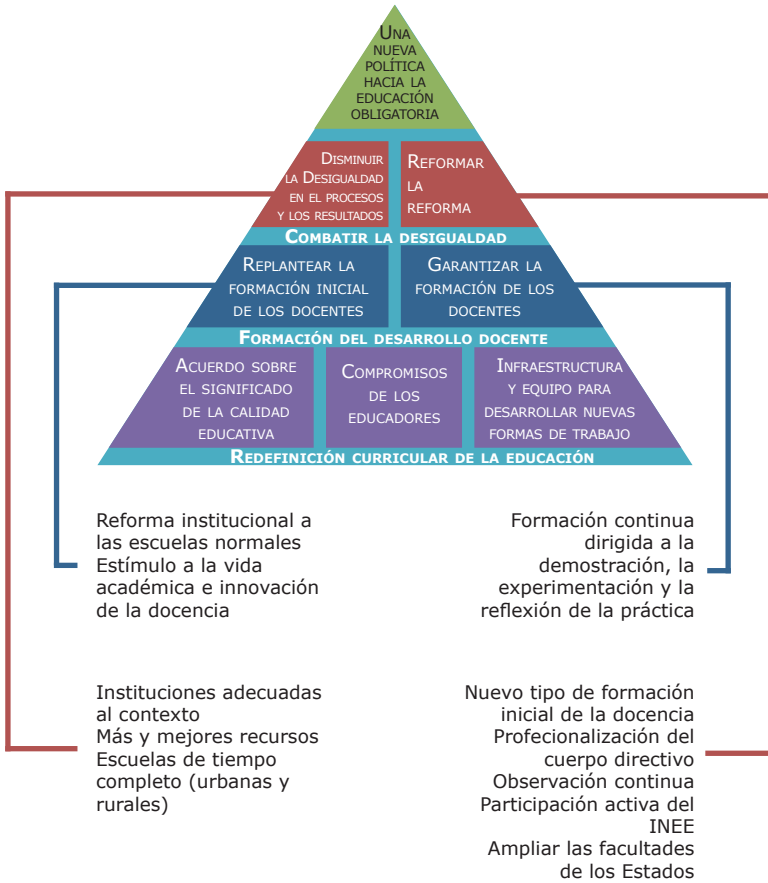 UNA
NUEVA
POLÍTICA
HACIA LA
EDUCACIÓN
OBLIGATORIA
DISMINUIR
LA DESIGUALDAD
EN EL PROCESOS
Y LOS RESULTADOS
REFORMAR
LA
REFORMA
COMBATIR LA DESIGUALDAD
REPLANTEAR LA
FORMACIÓN INICIAL
DE LOS DOCENTES
GARANTIZAR LA
FORMACIÓN DE LOS
DOCENTES
FORMACIÓN DEL DESARROLLO DOCENTE
ACUERDO SOBRE
EL SIGNIFICADO
DE LA CALIDAD
EDUCATIVA
COMPROMISOS
DE LOS
EDUCADORES
INFRAESTRUCTURA
Y EQUIPO PARA
DESARROLLAR NUEVAS
FORMAS DE TRABAJO
REDEFINICIÓN CURRICULAR DE LA EDUCACIÓN
Reforma institucional a
las escuelas normales
Estímulo a la vida
académica e innovación
de la docencia
Formación continua
dirigida a la
demostración, la
experimentación y la
reflexión de la práctica
Instituciones adecuadas
al contexto
Más y mejores recursos
Escuelas de tiempo
completo (urbanas y
rurales)
Nuevo tipo de formación
inicial de la docencia
Profecionalización del
cuerpo directivo
Observación continua
Participación activa del
INEE
Ampliar las facultades
de los Estados